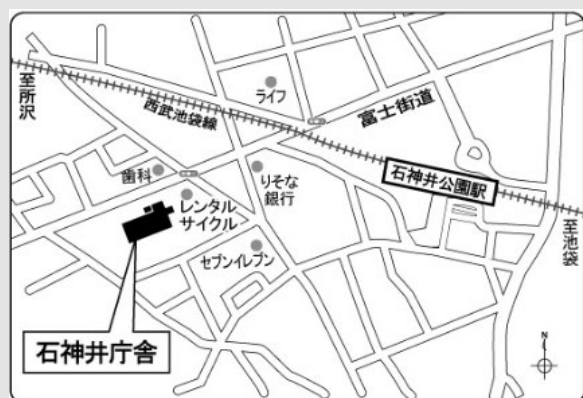 至所沢
西武池袋線
ライフ
富士街道
石神井公園駅
至池袋
歯科
りそな
銀行
レンタル
サイクル
セブンイレブン
石神井庁舎
N